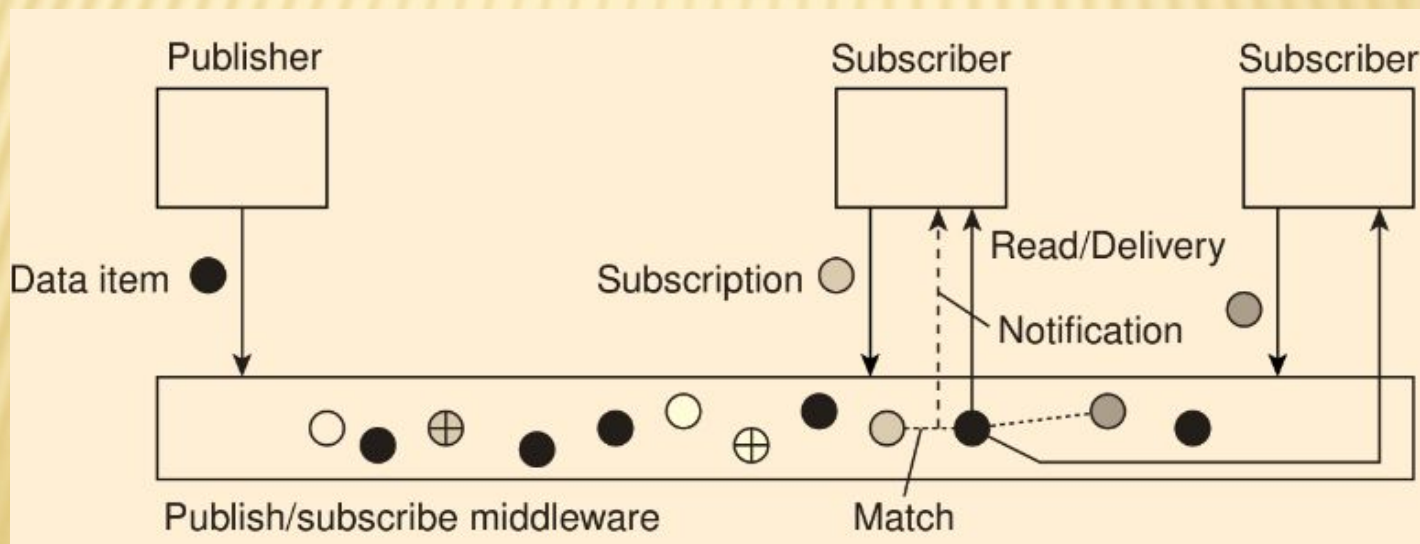 Publisher
Subscriber
Subscriber
Data item
Subscription
Read/Delivery
Notification
Publish/subscribe middleware
Match